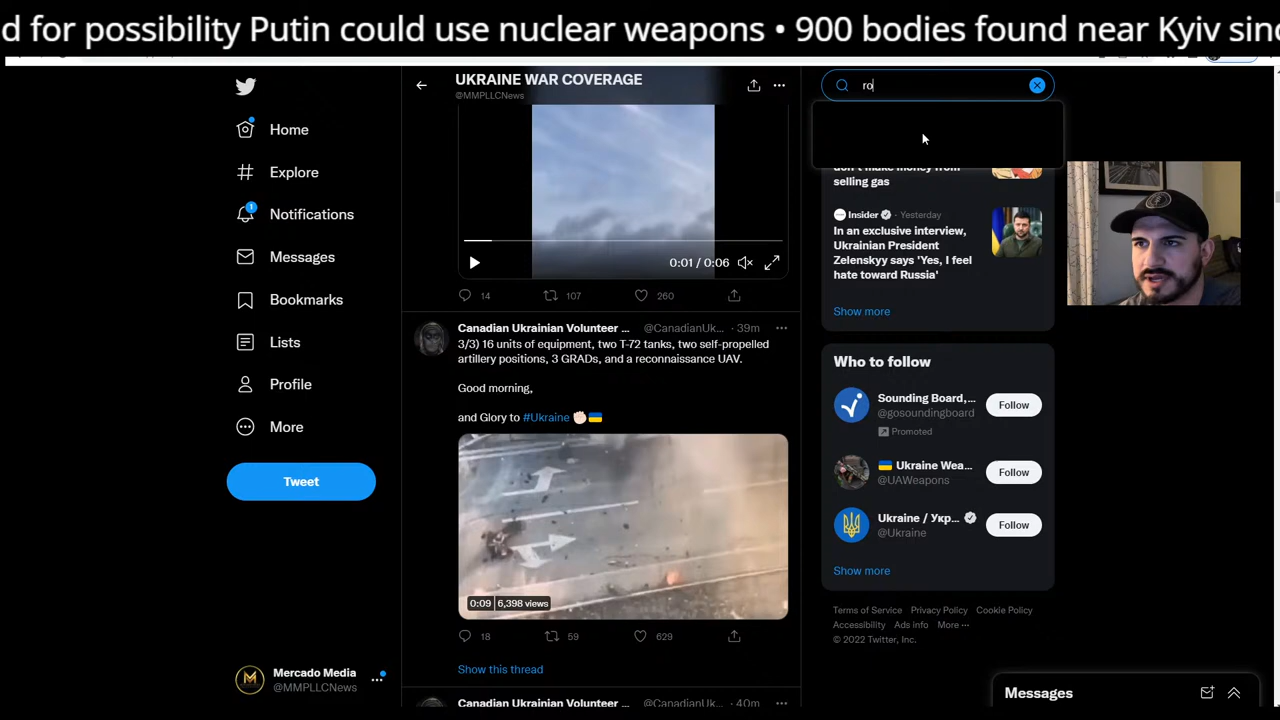 d for possibility Putin could use nuclear weapons • 900 bodies found near Kyiv sinc
Home
Explore
1
Notifications
Messages
Bookmarks
Lists
Profile
More
Tweet
Mercado Media
@MMPLLCNews
UKRAINE WAR COVERAGE
@MMPLLCNews
0:01 / 0:06
14 107 260
Canadian Ukrainian Volunteer ... @CanadianUk... · 39m
3/3) 16 units of equipment, two T-72 tanks, two self-propelled
artillery positions, 3 GRADs, and a reconnaissance UAV.
Good morning,
and Glory to #Ukraine ✊🏻🇺🇦
0:09 6,398 views
18 59 629
Show this thread
Canadian Ukrainian Volunteer ... @CanadianUk... · 40m
ro
don't make money from
selling gas
Insider · Yesterday
In an exclusive interview,
Ukrainian President
Zelenskyy says 'Yes, I feel
hate toward Russia'
Show more
Who to follow
Sounding Board,...
@gosoundingboard
Promoted
Follow
🇺🇦 Ukraine Wea...
@UAWeapons
Follow
Ukraine / Укр...
@Ukraine
Follow
Show more
Terms of Service Privacy Policy Cookie Policy
Accessibility Ads info More ···
© 2022 Twitter, Inc.
Messages